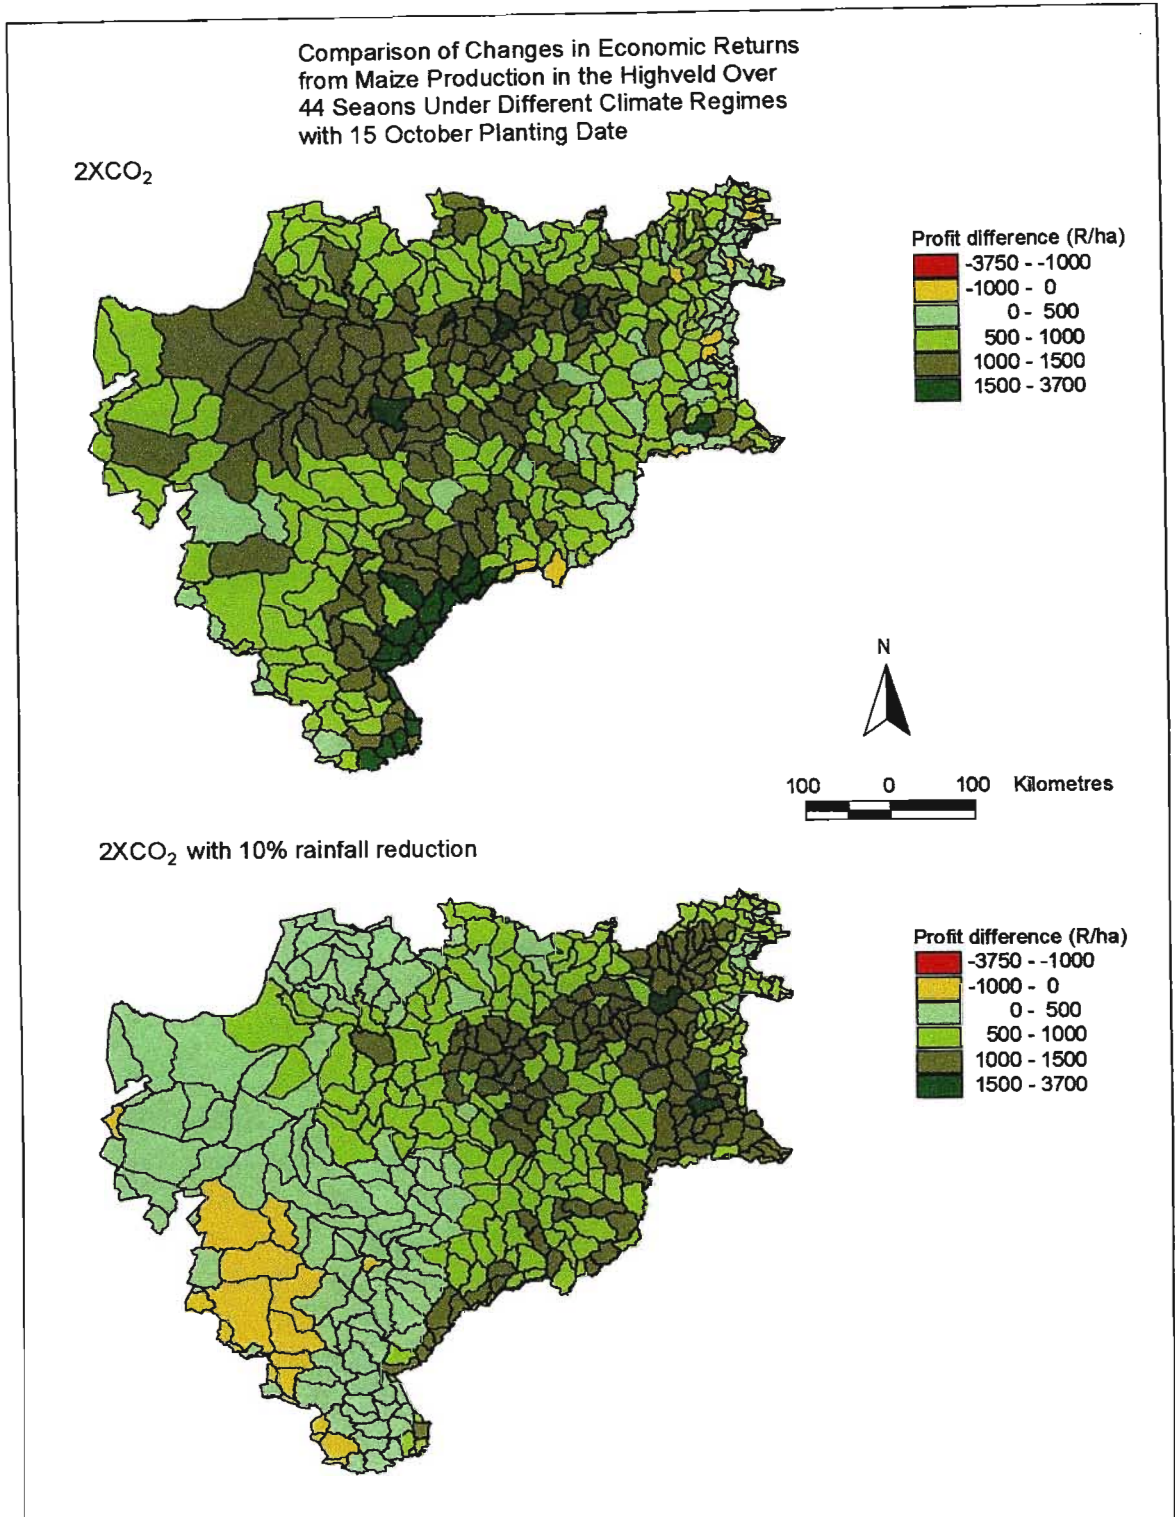 Comparison of Changes in Economic Returns
from Maize Production in the Highveld Over
44 Seaons Under Different Climate Regimes
with 15 October Planting Date
2XCO₂
Profit difference (R/ha)
-3750 - -1000
-1000 - 0
0 - 500
500 - 1000
1000 - 1500
1500 - 3700
N
100 0 100 Kilometres
2XCO₂ with 10% rainfall reduction
Profit difference (R/ha)
-3750 - -1000
-1000 - 0
0 - 500
500 - 1000
1000 - 1500
1500 - 3700